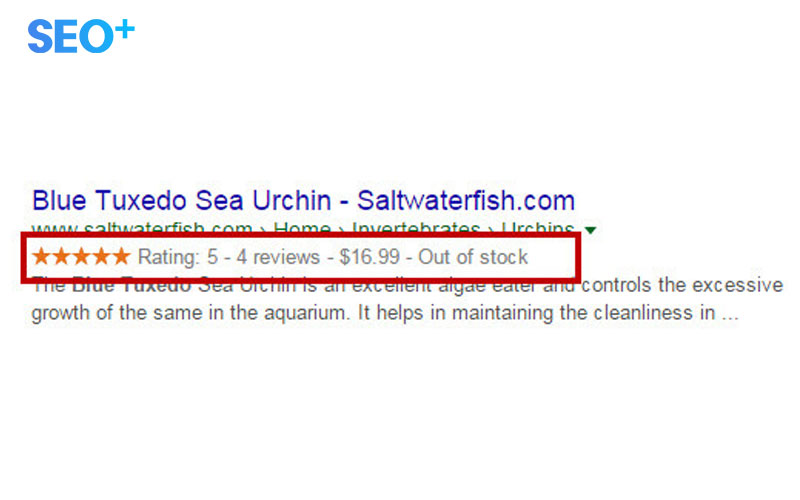 SEO+
Blue Tuxedo Sea Urchin - Saltwaterfish.com
www.saltwaterfish.com › Home › Invertebrates › Urchins
Rating: 5 - 4 reviews - $16.99 - Out of stock
The Blue Tuxedo Sea Urchin is an excellent algae eater and controls the excessive
growth of the same in the aquarium. It helps in maintaining the cleanliness in ...